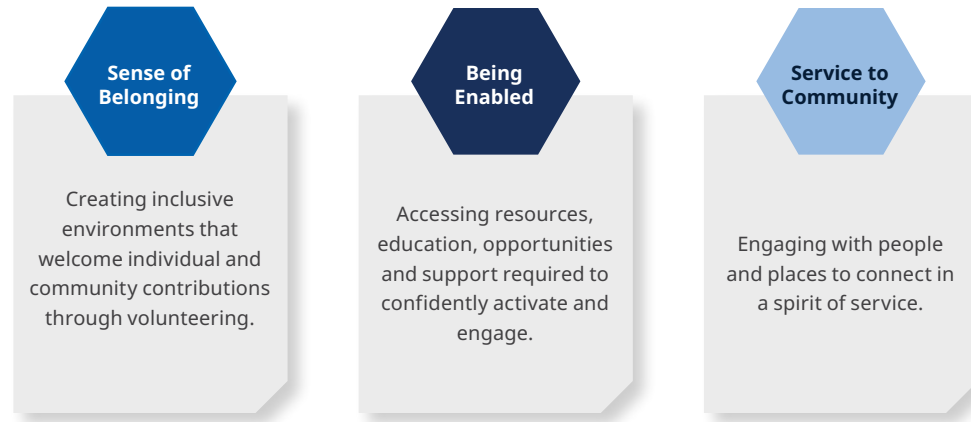 Sense of
Belonging
Creating inclusive
environments that
welcome individual and
community contributions
through volunteering.
Being
Enabled
Accessing resources,
education, opportunities
and support required to
confidently activate and
engage.
Service to
Community
Engaging with people
and places to connect in
a spirit of service.